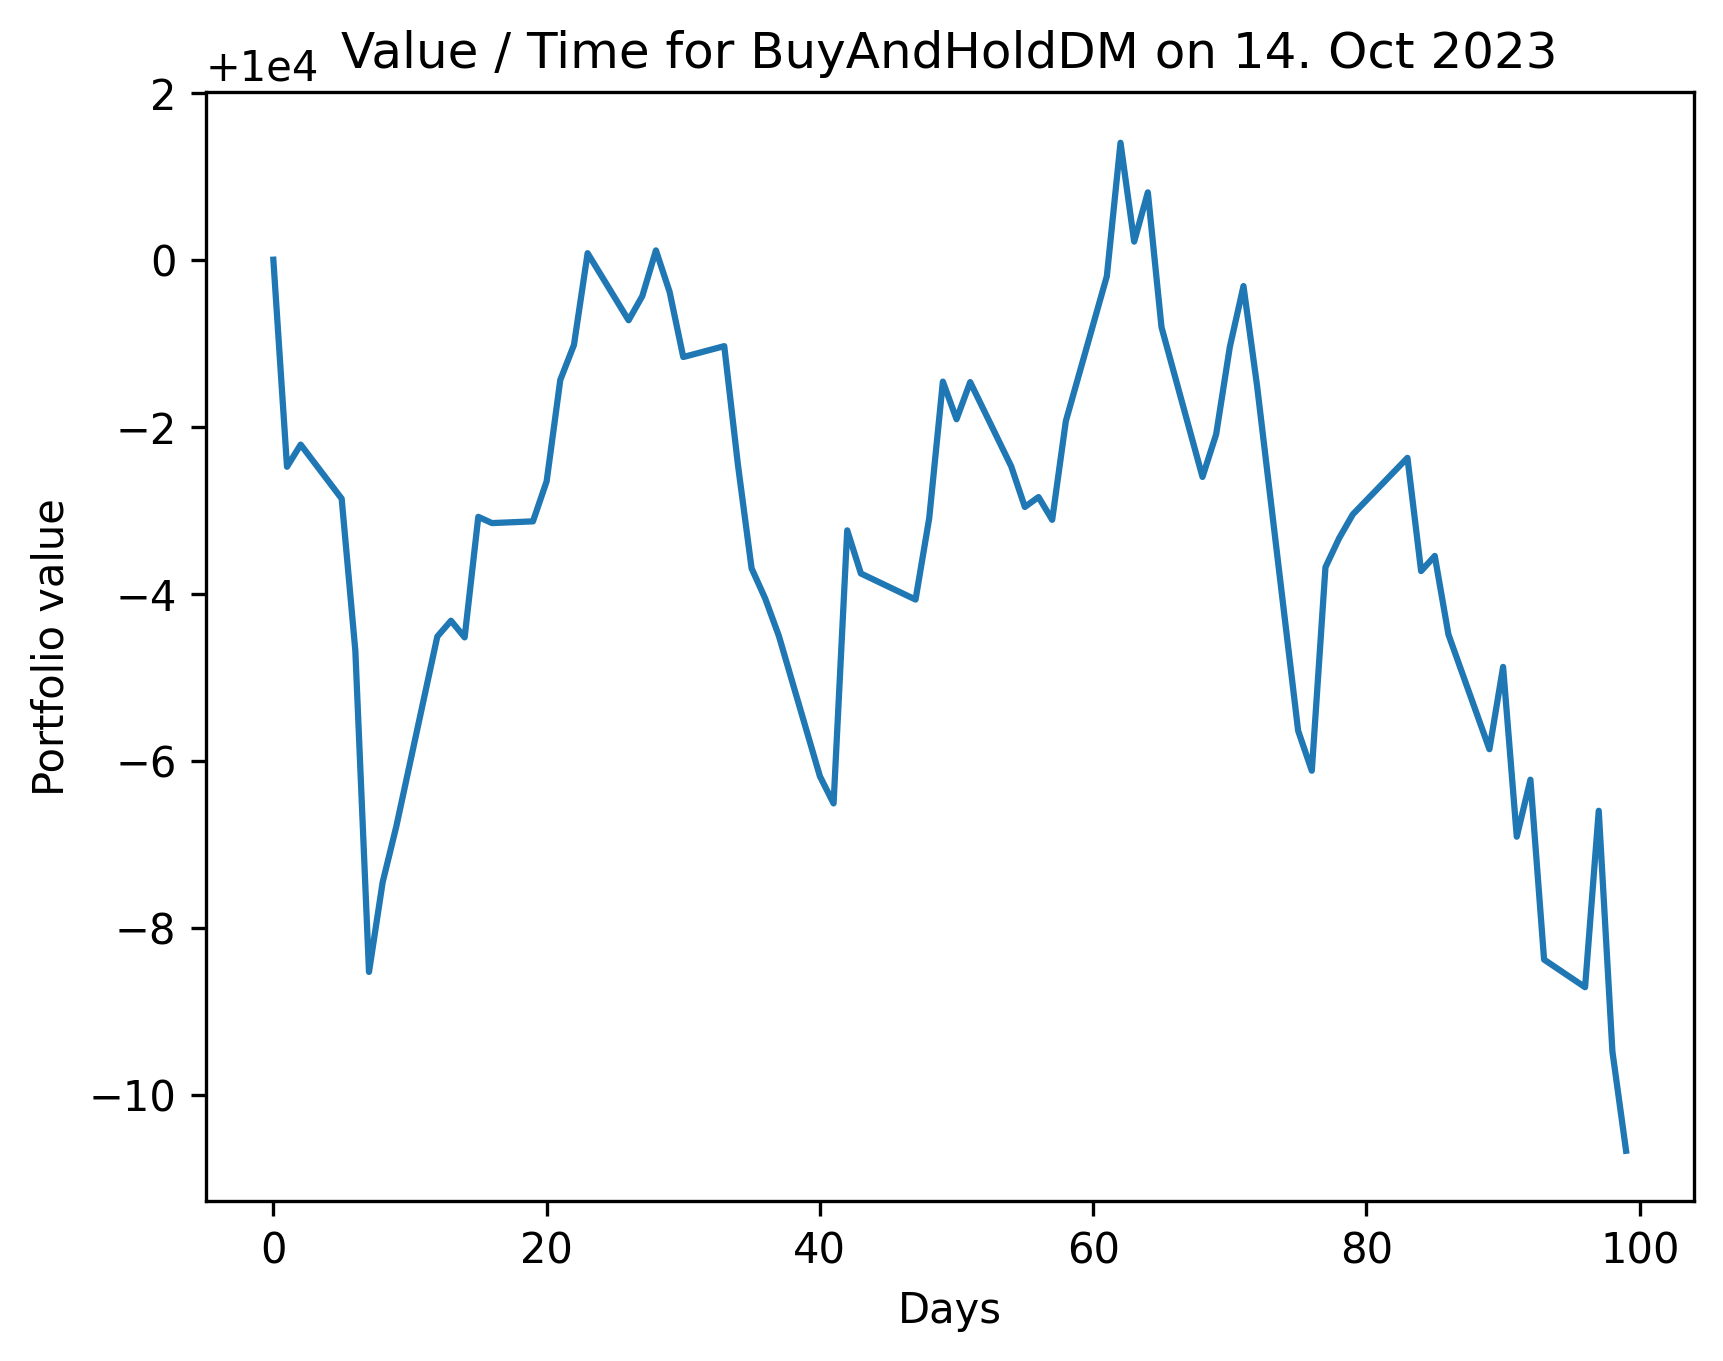 Value / Time for BuyAndHoldDM on 14. Oct 2023
+1e4
2
0
−2
−4
−6
−8
−10
Portfolio value
0 20 40 60 80 100
Days